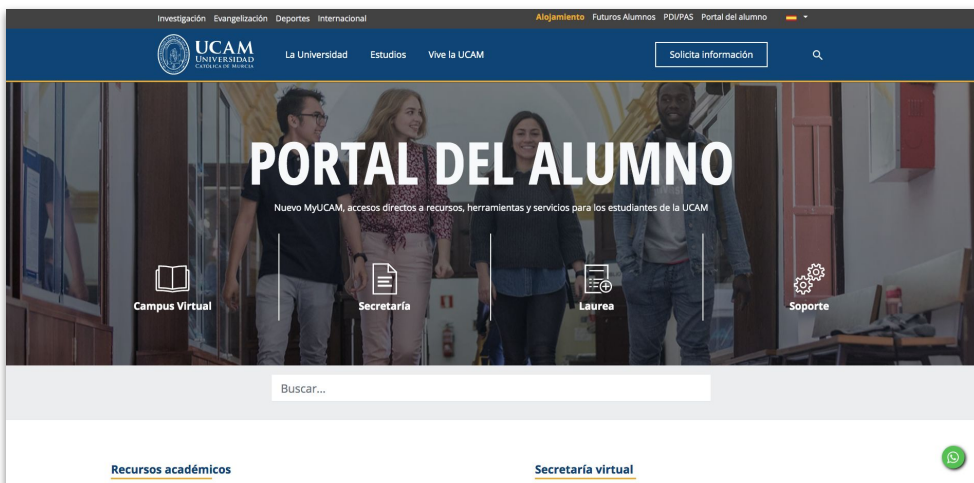 Investigación Evangelización Deportes Internacional
Alojamiento Futuros Alumnos PDI/PAS Portal del alumno
UCAM
UNIVERSIDAD
CATÓLICA DE MURCIA
La Universidad Estudios Vive la UCAM
Solicita información
PORTAL DEL ALUMNO
Nuevo MyUCAM, accesos directos a recursos, herramientas y servicios para los estudiantes de la UCAM
Campus Virtual
Secretaría
Laurea
Soporte
Buscar...
Recursos académicos
Secretaría virtual